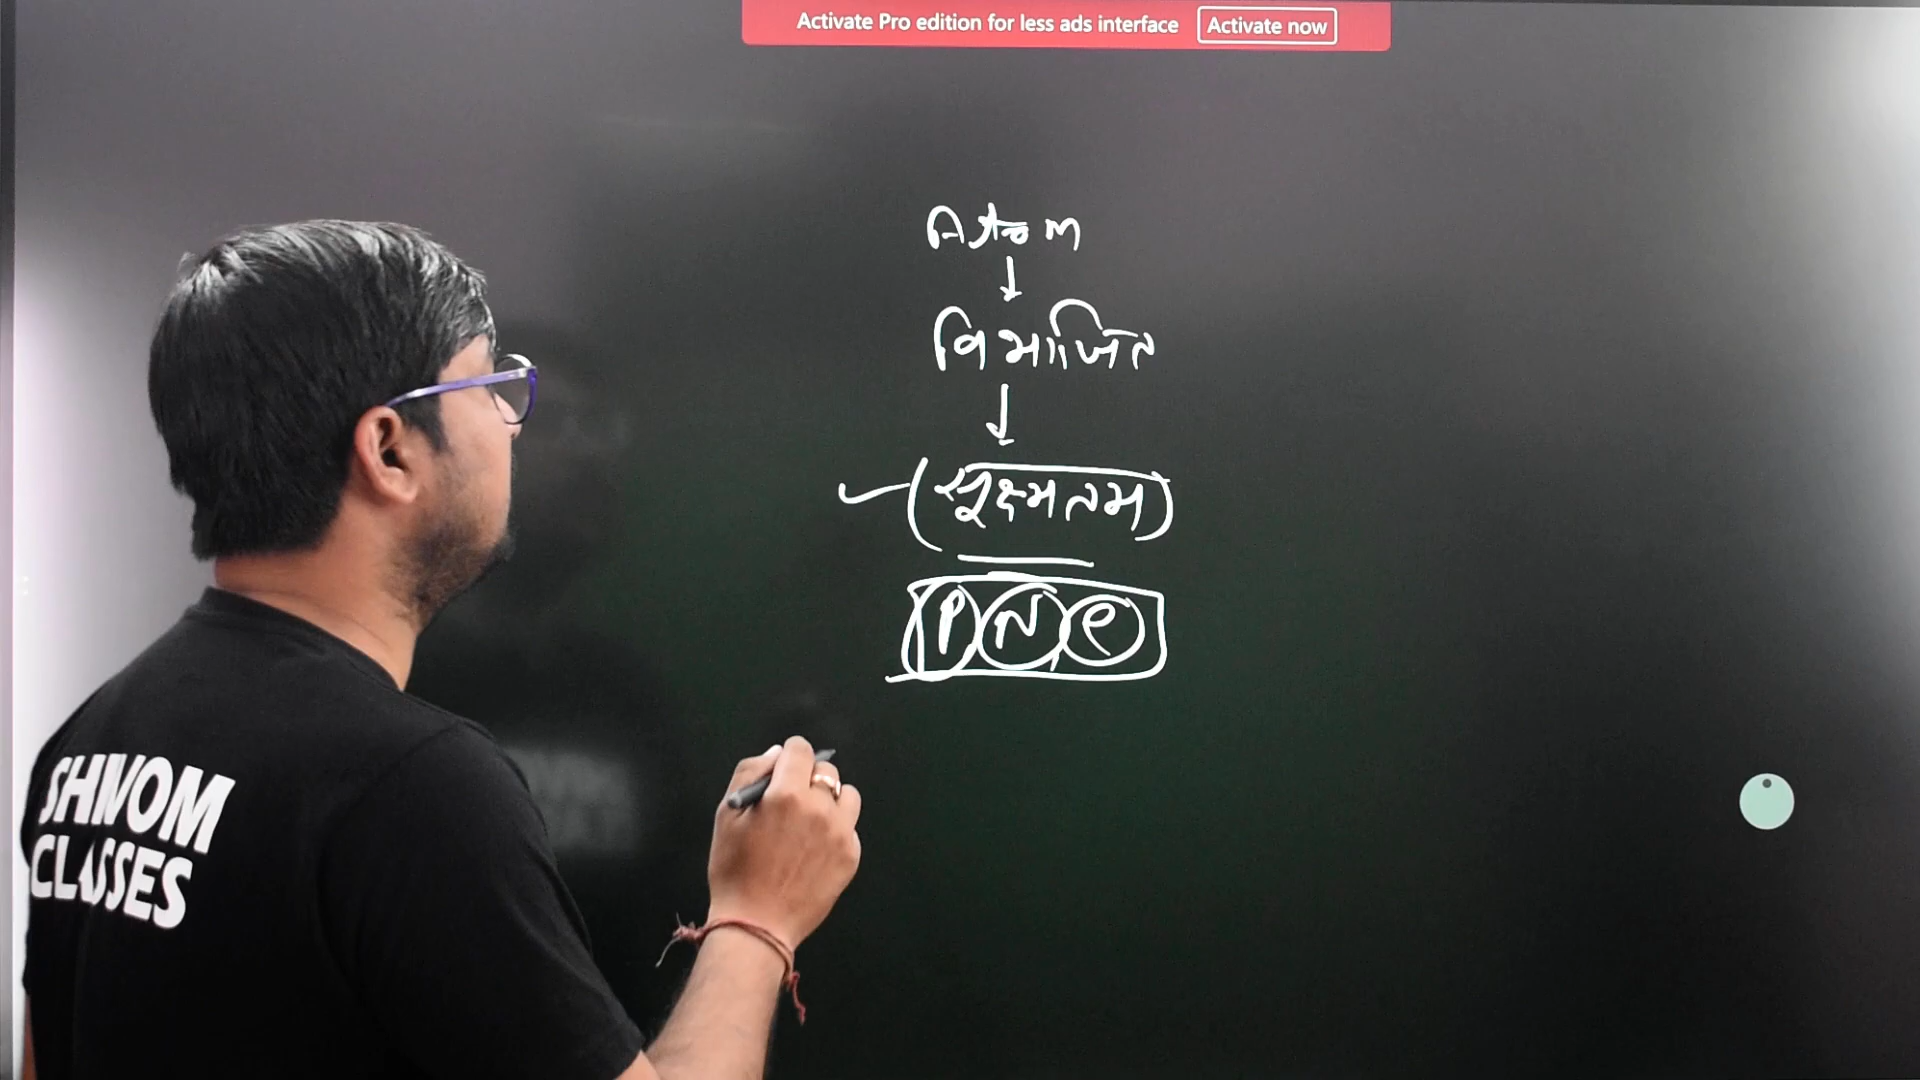 Activate Pro edition for less ads interface Activate now
Atom
विभाजित
(सूक्ष्मतम)
P N e
SHIVOM
CLASSES